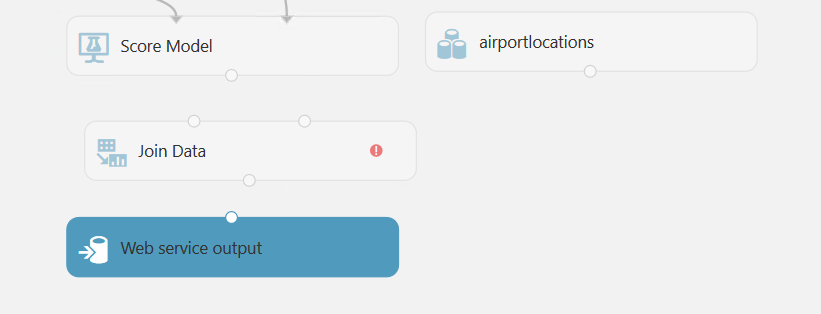 Score Model
airportlocations
Join Data
Web service output